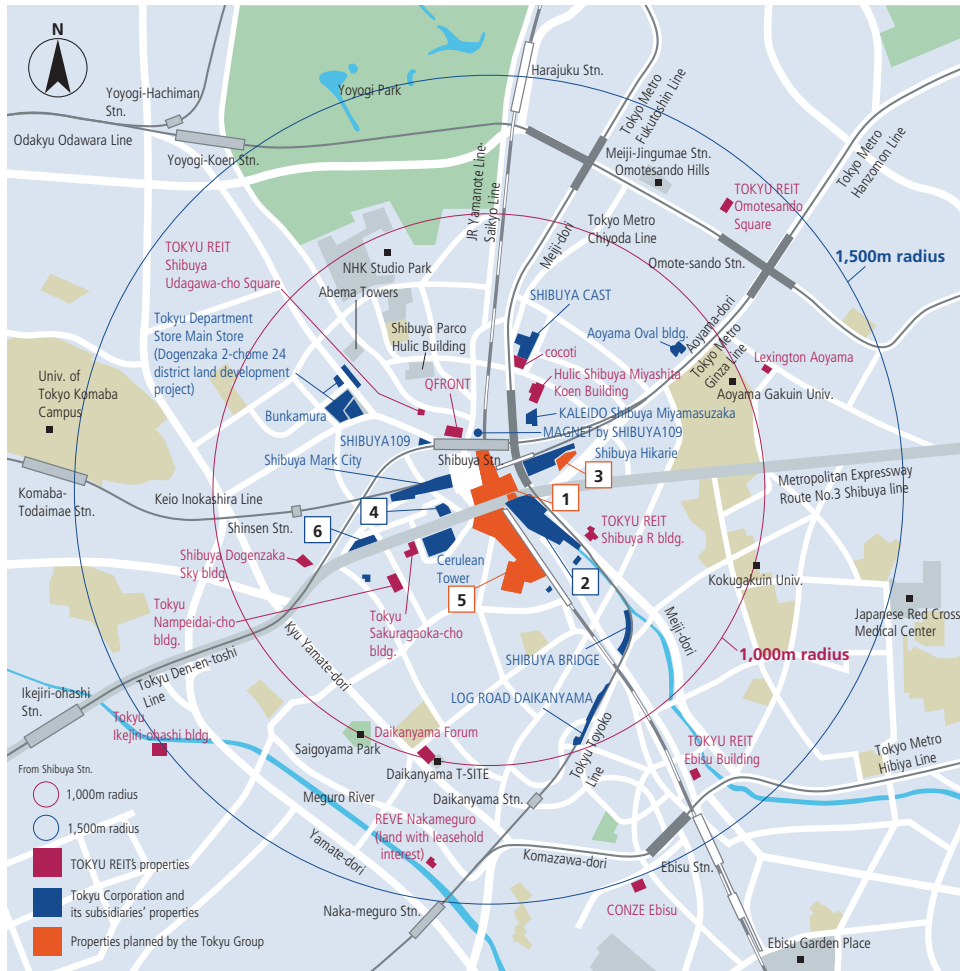 N
Harajuku Stn.
Yoyogi-Hachiman
Stn.
Yoyogi Park
Tokyo Metro
Fukutoshin Line
Odakyu Odawara Line
Yoyogi-Koen Stn.
Meiji-Jingumae Stn.
Omotesando Hills
Tokyo Metro
Hanzomon Line
JR Yamanote Line-
Saikyo Line
TOKYU REIT
Omotesando
Square
Meiji-dori
Tokyo Metro
Chiyoda Line
TOKYU REIT
Shibuya
Udagawa-cho Square
NHK Studio Park
Omote-sando Stn.
1,500m radius
Abema Towers
SHIBUYA CAST
Tokyu Department
Store Main Store
(Dogenzaka 2-chome 24
district land development
project)
Shibuya Parco
Hulic Building
Aoyama Oval bldg.
Aoyama-dori
Tokyo Metro
Ginza Line
cocoti
Lexington Aoyama
Univ. of
Tokyo Komaba
Campus
QFRONT
Hulic Shibuya Miyashita
Koen Building
Aoyama Gakuin Univ.
Bunkamura
KALEIDO Shibuya Miyamasuzaka
MAGNET by SHIBUYA109
SHIBUYA109
Shibuya Stn.
Shibuya Hikarie
Shibuya Mark City
3
Metropolitan Expressway
Route No.3 Shibuya line
Komaba-
Todaimae Stn.
Keio Inokashira Line
1
4
Shinsen Stn.
6
TOKYU REIT
Shibuya R bldg.
Shibuya Dogenzaka
Sky bldg.
Cerulean
Tower
2
Kokugakuin Univ.
5
Tokyu
Nampeidai-cho
bldg.
Tokyu
Sakuragaoka-cho
bldg.
Meiji-dori
Japanese Red Cross
Medical Center
Kyu Yamate-dori
SHIBUYA BRIDGE
1,000m radius
Tokyu Den-en-toshi
Line
Ikejiri-ohashi
Stn.
LOG ROAD DAIKANYAMA
Tokyu
Ikejiri-ohashi bldg.
Daikanyama Forum
Saigoyama Park
Tokyu Toyoko
Line
TOKYU REIT
Ebisu Building
Tokyo Metro
Hibiya Line
Daikanyama T-SITE
From Shibuya Stn.
1,000m radius
Meguro River
Daikanyama Stn.
1,500m radius
REVE Nakameguro
(land with leasehold
interest)
Yamate-dori
TOKYU REIT's properties
Komazawa-dori
Ebisu Stn.
Tokyu Corporation and
its subsidiaries' properties
Naka-meguro Stn.
CONZE Ebisu
Properties planned by the Tokyu Group
Ebisu Garden Place